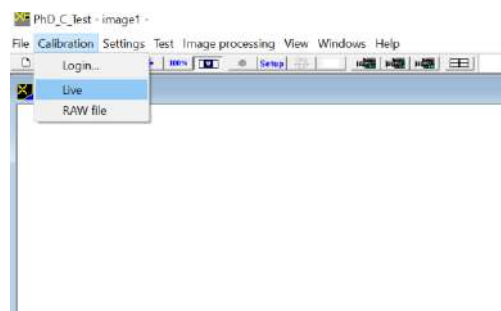 PhD_C_Test - image1 -
File Calibration Settings Test Image processing View Windows Help
Login...
100% Setup
Live
RAW file